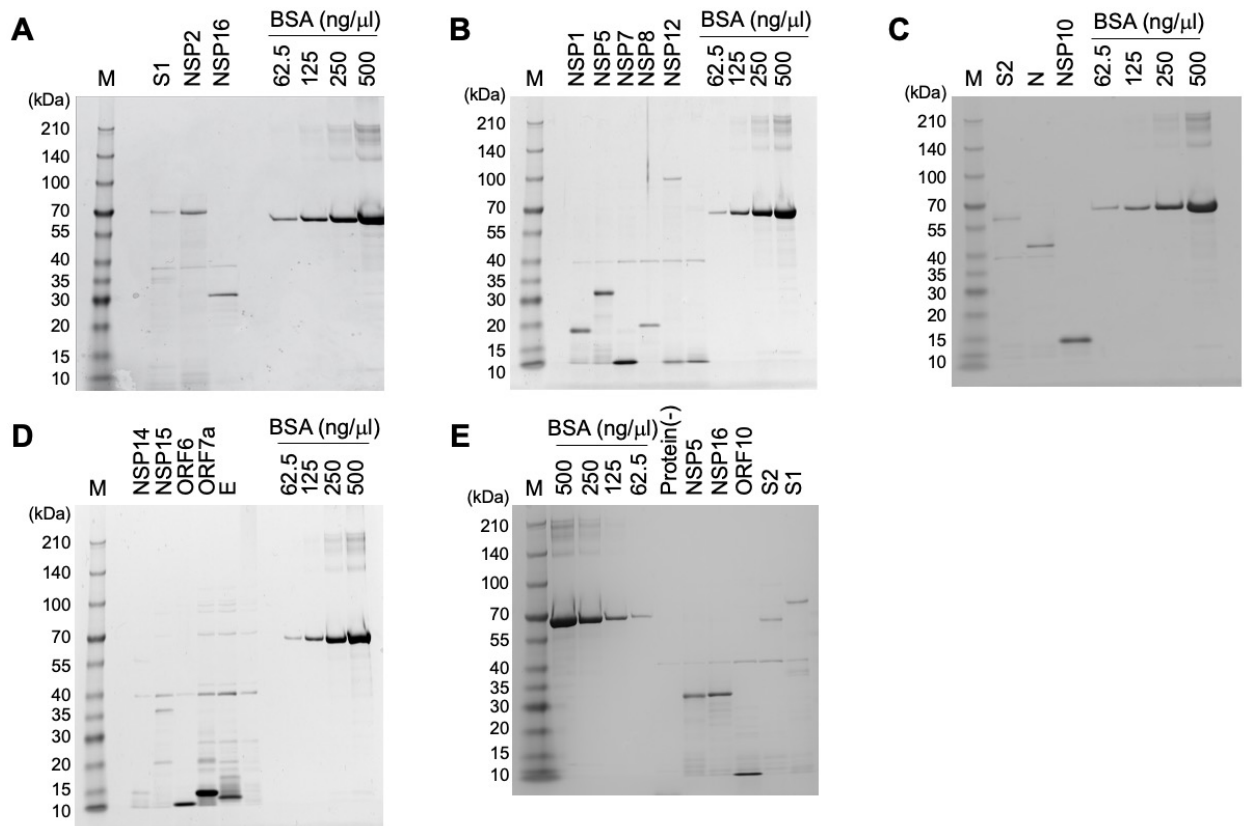 A
BSA (ng/µl)
M S1 NSP2 NSP16 62.5 125 250 500
(kDa)
210
140
100
70
55
40
35
30
20
15
10
B
BSA (ng/µl)
M NSP1 NSP5 NSP7 NSP8 NSP12 62.5 125 250 500
(kDa)
210
140
100
70
55
40
35
30
20
15
10
C
BSA (ng/µl)
M S2 N NSP10 62.5 125 250 500
(kDa)
210
140
100
70
55
40
35
30
20
15
10
D
BSA (ng/µl)
M NSP14 NSP15 ORF6 ORF7a E 62.5 125 250 500
(kDa)
210
140
100
70
55
40
35
30
20
15
10
E
BSA (ng/µl)
M 500 250 125 62.5 Protein(-) NSP5 NSP16 ORF10 S2 S1
(kDa)
210
140
100
70
55
40
35
30
20
15
10